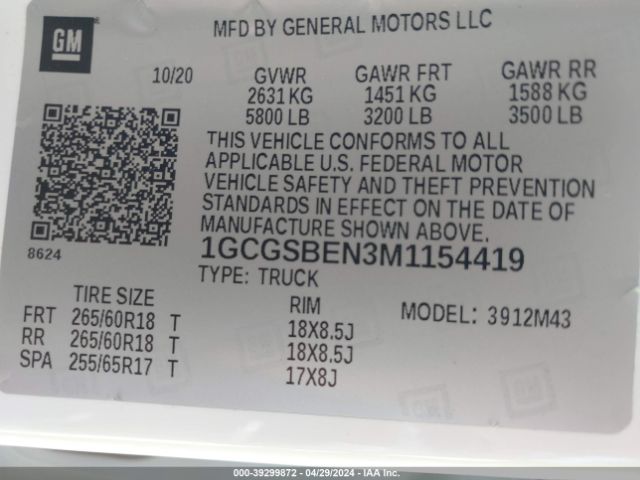 GM
MFD BY GENERAL MOTORS LLC
10/20 GVWR GAWR FRT GAWR RR
2631 KG 1451 KG 1588 KG
5800 LB 3200 LB 3500 LB
THIS VEHICLE CONFORMS TO ALL
APPLICABLE U.S. FEDERAL MOTOR
VEHICLE SAFETY AND THEFT PREVENTION
STANDARDS IN EFFECT ON THE DATE OF
MANUFACTURE SHOWN ABOVE.
8624
1GCGSBEN3M1154419
TYPE: TRUCK
TIRE SIZE RIM MODEL: 3912M43
FRT 265/60R18 T 18X8.5J
RR 265/60R18 T 18X8.5J
SPA 255/65R17 T 17X8J
000-39299872 - 04/29/2024 - IAA Inc.